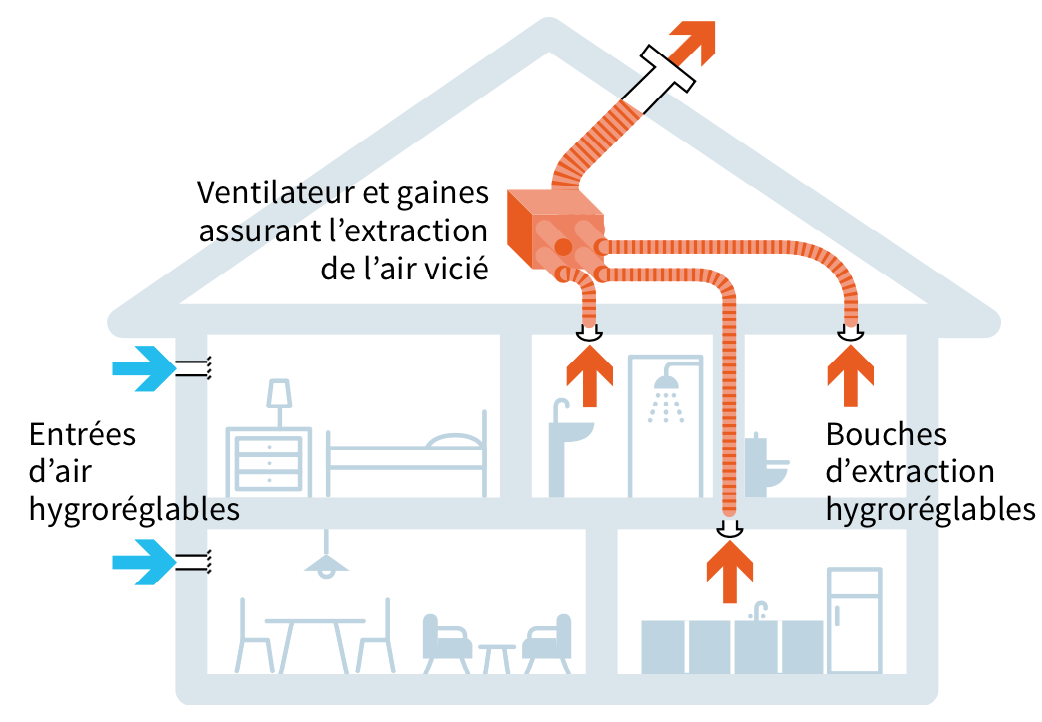 Ventilateur et gaines
assurant l’extraction
de l’air vicié
Entrées
d’air
hygroréglables
Bouches
d’extraction
hygroréglables